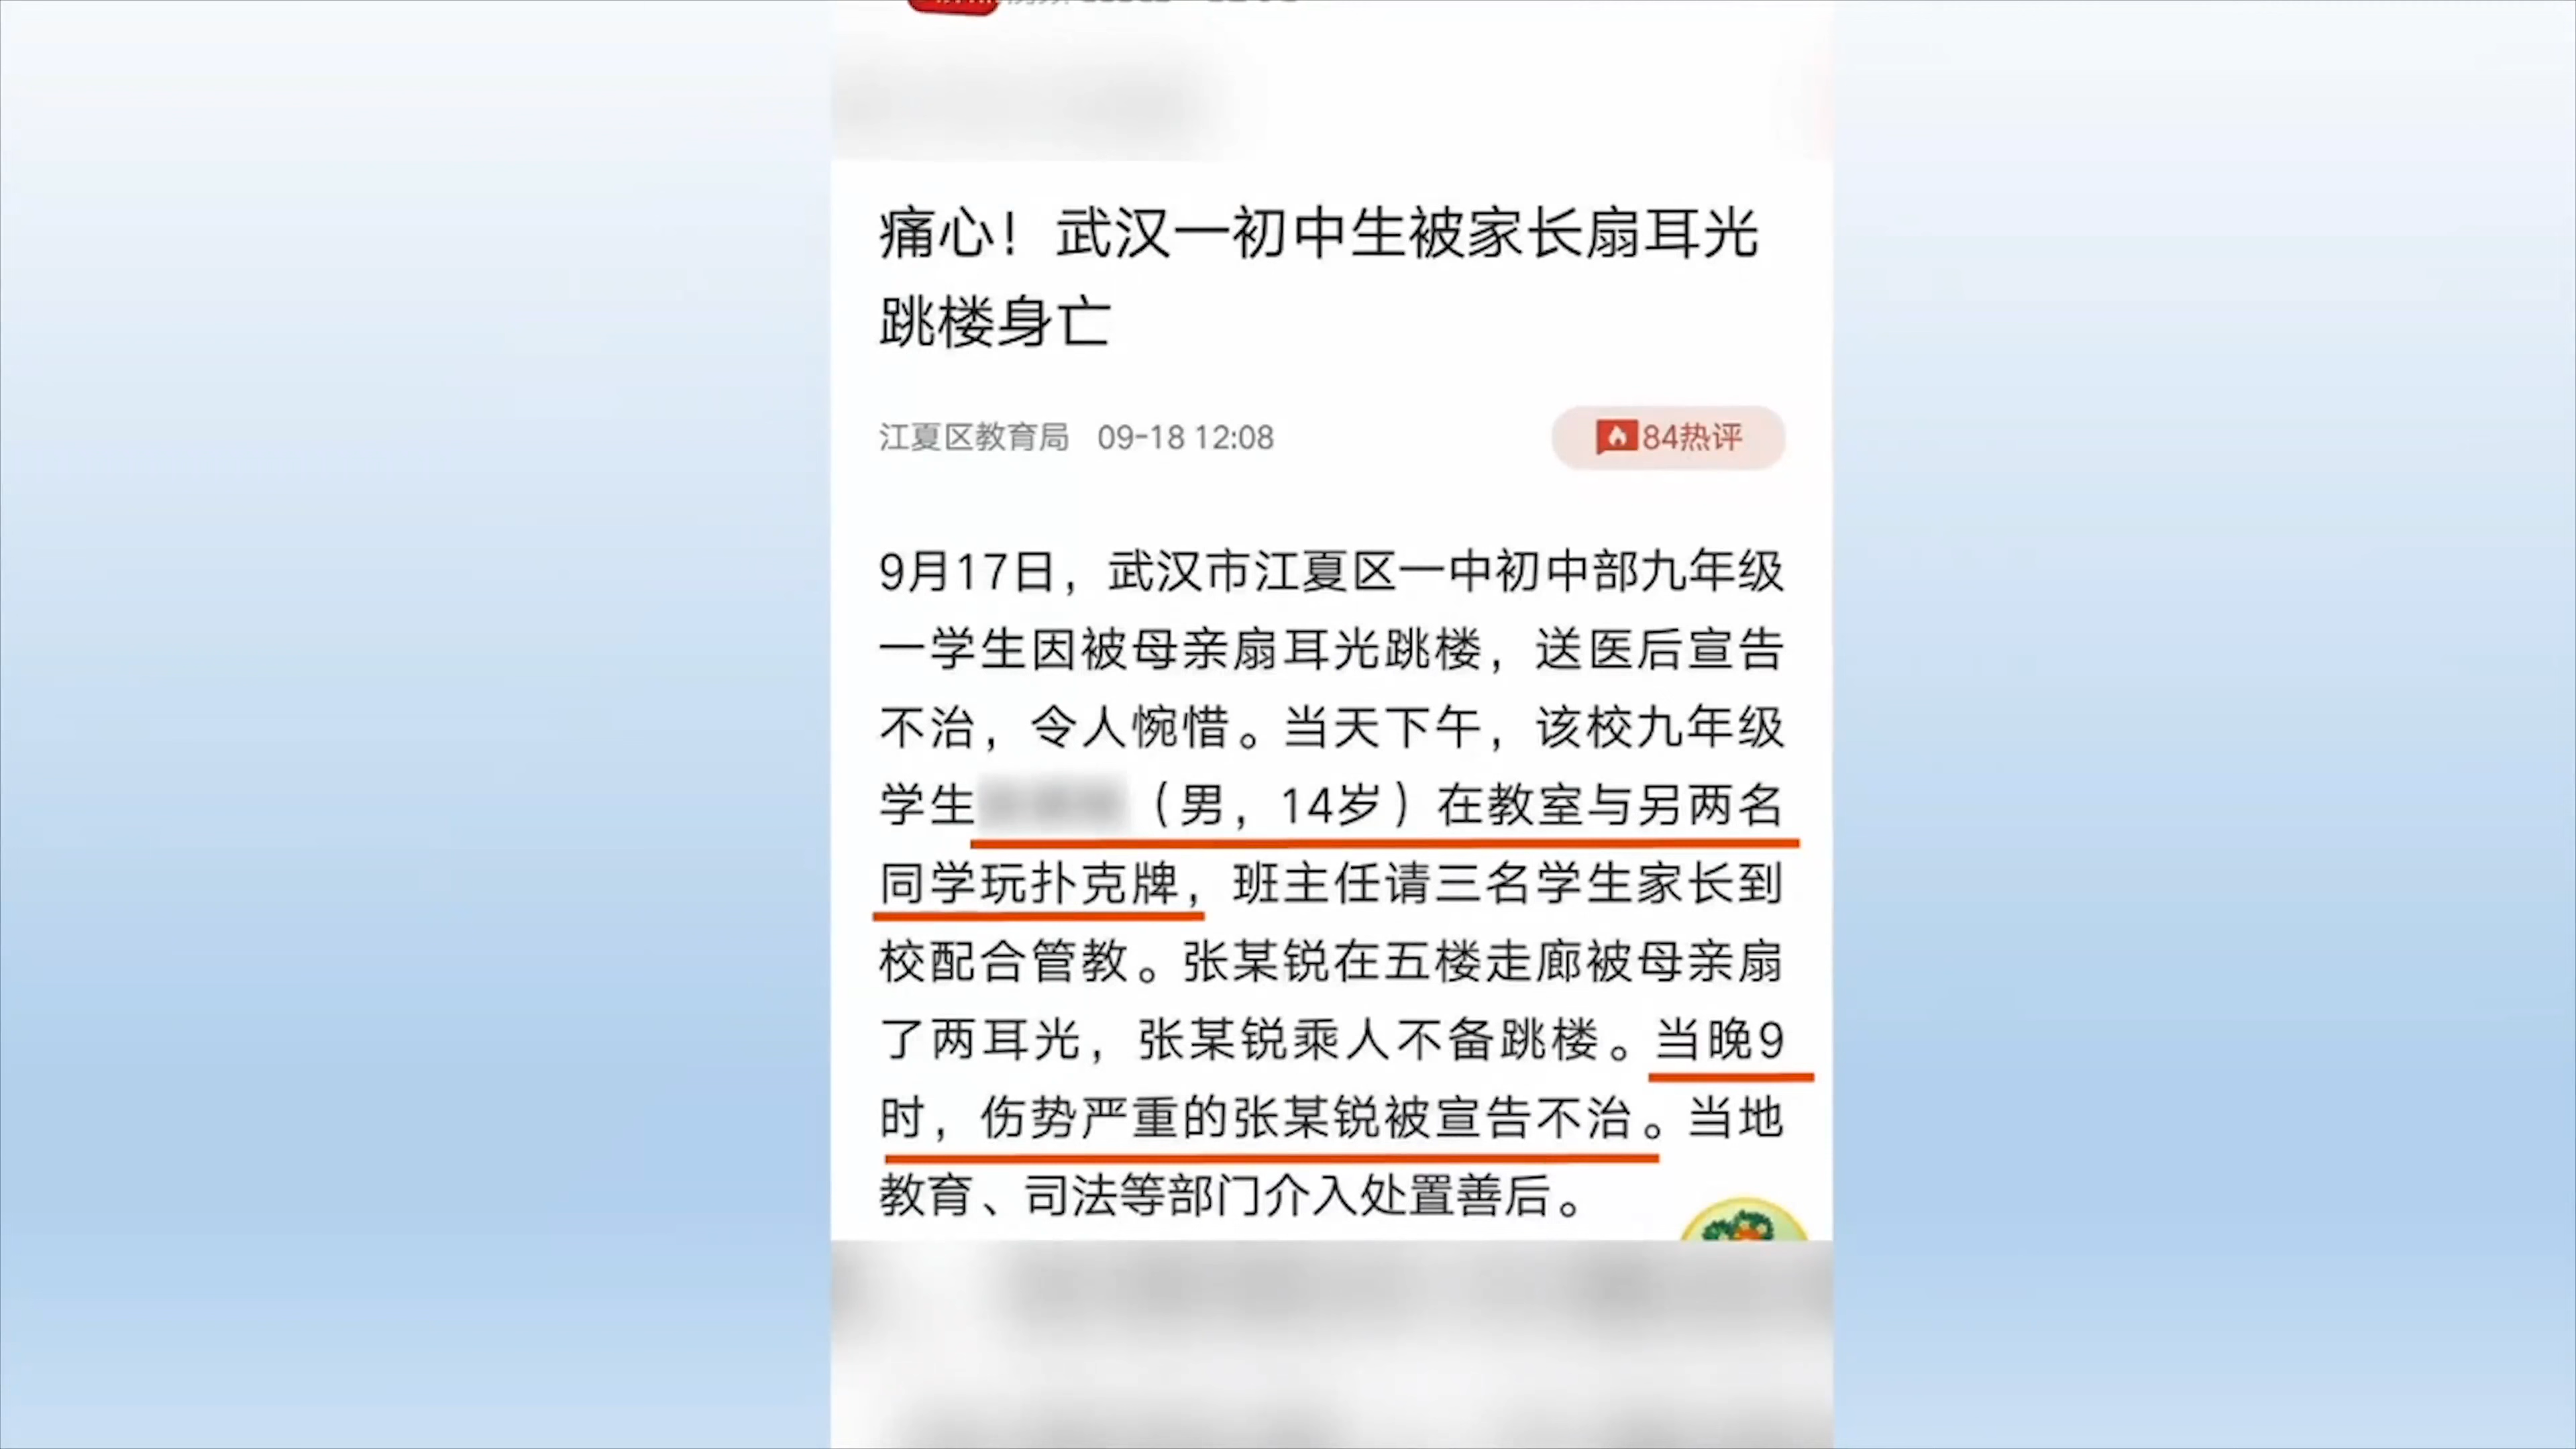 痛心！武汉一初中生被家长扇耳光
跳楼身亡
江夏区教育局 09-18 12:08
84热评
9月17日，武汉市江夏区一中初中部九年级
一学生因被母亲扇耳光跳楼，送医后宣告
不治，令人惋惜。当天下午，该校九年级
学生（男，14岁）在教室与另两名
同学玩扑克牌，班主任请三名学生家长到
校配合管教。张某锐在五楼走廊被母亲扇
了两耳光，张某锐乘人不备跳楼。当晚9
时，伤势严重的张某锐被宣告不治。当地
教育、司法等部门介入处置善后。